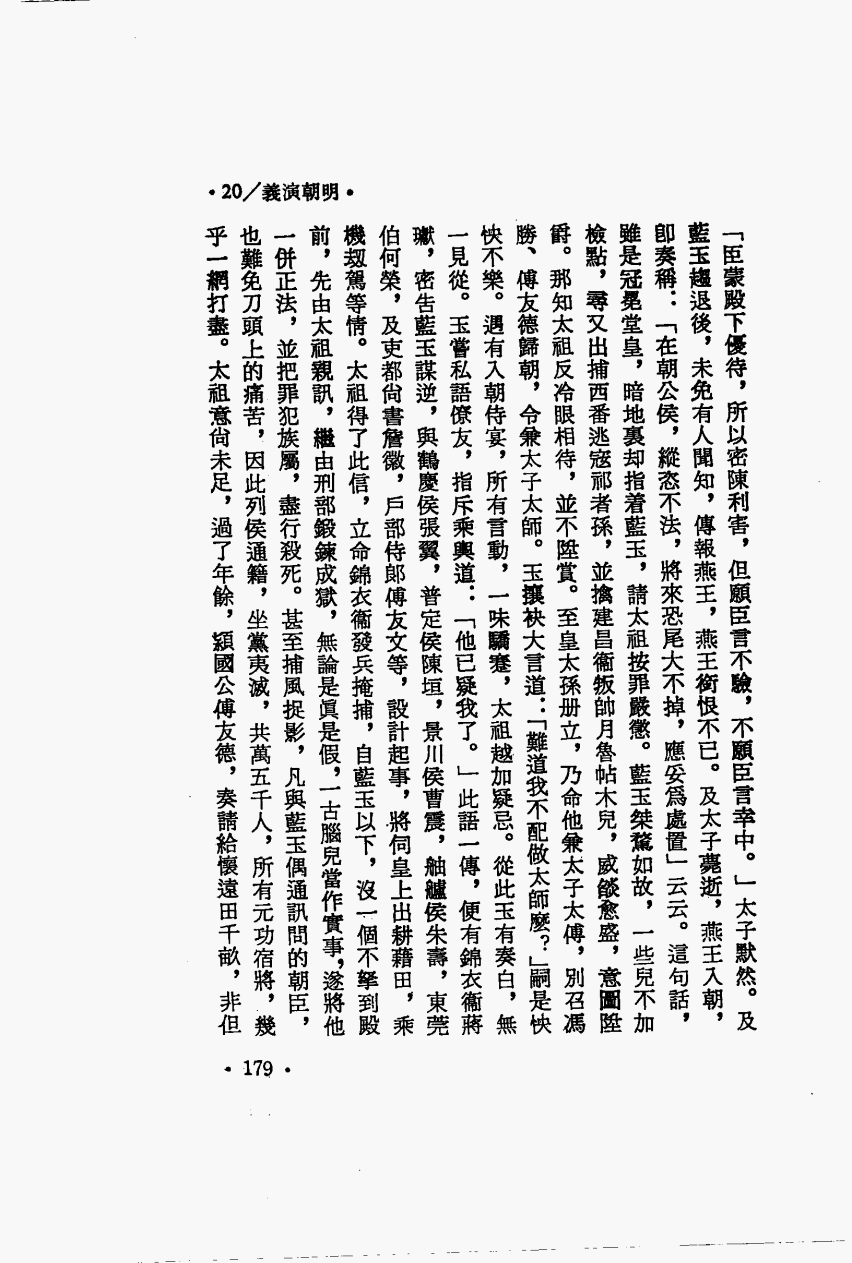 •20/義演朝明•
「臣蒙殿下優待，所以密陳利害，但願臣言不驗，不願臣言幸中。」太子默然。及
藍玉趨退後，未免有人聞知，傳報燕王，燕王銜恨不已。及太子薨逝，燕王入朝，
卽奏稱：「在朝公侯，縱恣不法，將來恐尾大不掉，應妥爲處置」云云。這句話，
雖是冠冕堂皇，暗地裏却指着藍玉，請太祖按罪嚴懲。藍玉桀驁如故，一些兒不加
檢點，尋又出捕西番逃寇祁者孫，並擒建昌衞叛帥月魯帖木兒，威燄愈盛，意圖陞
爵。那知太祖反冷眼相待，並不陞賞。至皇太孫册立，乃命他兼太子太傅，別召馮
勝、傅友德歸朝，令兼太子太師。玉攘袂大言道：「難道我不配做太師麼？」嗣是怏
怏不樂。遇有入朝侍宴，所有言動，一味驕蹇，太祖越加疑忌。從此玉有奏白，無
一見從。玉嘗私語僚友，指斥乘輿道：「他已疑我了。」此語一傳，便有錦衣衞蔣
瓛，密告藍玉謀逆，與鶴慶侯張翼，普定侯陳垣，景川侯曹震，舳艫侯朱壽，東莞
伯何榮，及吏都尙書詹徽，戶部侍郎傅友文等，設計起事，將伺皇上出耕藉田，乘
機刼駕等情。太祖得了此信，立命錦衣衞發兵掩捕，自藍玉以下，沒一個不拏到殿
前，先由太祖親訊，繼由刑部鍛鍊成獄，無論是眞是假，一古腦兒當作實事，遂將他
一併正法，並把罪犯族屬，盡行殺死。甚至捕風捉影，凡與藍玉偶通訊問的朝臣，
也難免刀頭上的痛苦，因此列侯通籍，坐黨夷滅，共萬五千人，所有元功宿將，幾
乎一網打盡。太祖意尙未足，過了年餘，潁國公傅友德，奏請給懷遠田千畝，非但
•179•